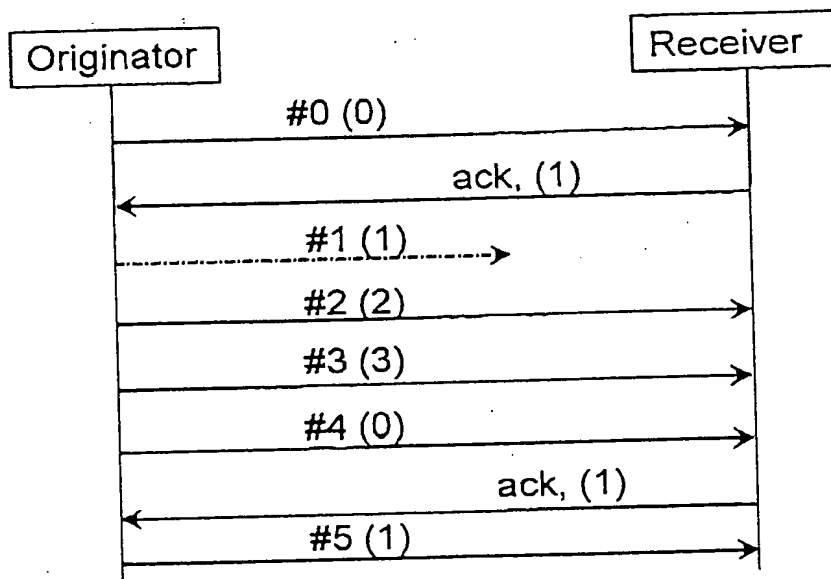 Originator
Receiver
#0 (0)
ack, (1)
#1 (1)
#2 (2)
#3 (3)
#4 (0)
ack, (1)
#5 (1)